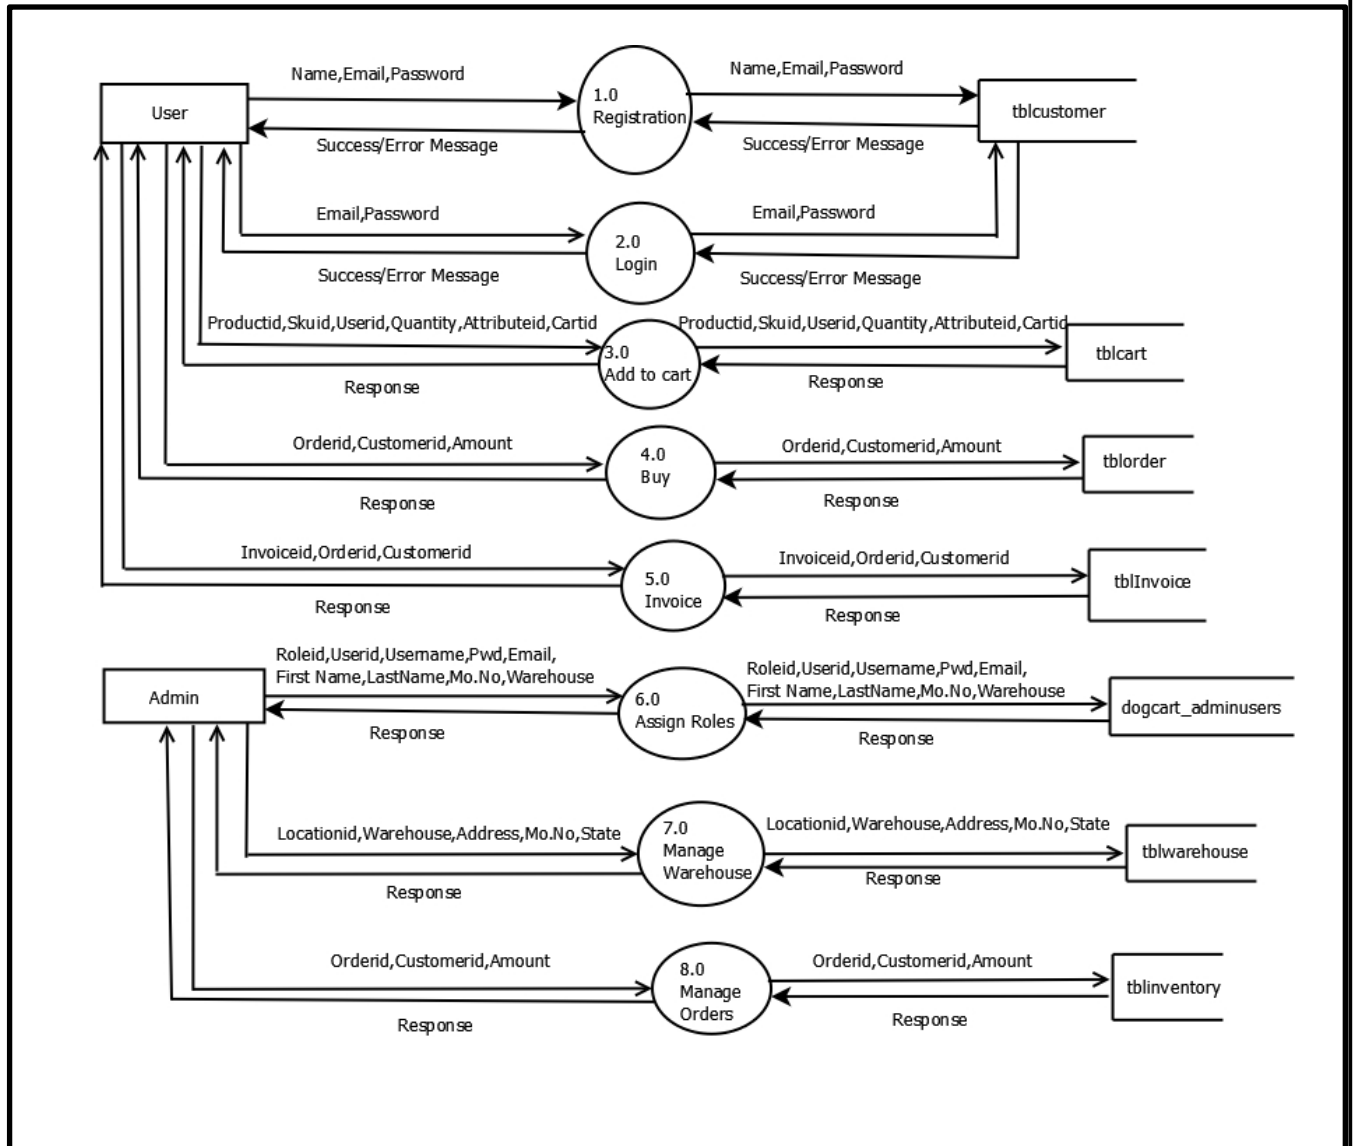 Name,Email,Password
Name,Email,Password
User
1.0
Registration
tblcustomer
Success/Error Message
Success/Error Message
Email,Password
Email,Password
2.0
Login
Success/Error Message
Success/Error Message
Productid,Skuid,Userid,Quantity,Attributeid,Cartid
Productid,Skuid,Userid,Quantity,Attributeid,Cartid
3.0
Add to cart
tblcart
Response
Response
Orderid,Customerid,Amount
Orderid,Customerid,Amount
4.0
Buy
tblorder
Response
Response
Invoiceid,Orderid,Customerid
Invoiceid,Orderid,Customerid
5.0
Invoice
tblInvoice
Response
Response
Roleid,Userid,Username,Pwd,Email,
First Name,LastName,Mo.No,Warehouse
Roleid,Userid,Username,Pwd,Email,
First Name,LastName,Mo.No,Warehouse
Admin
6.0
Assign Roles
dogcart_adminusers
Response
Response
Locationid,Warehouse,Address,Mo.No,State
Locationid,Warehouse,Address,Mo.No,State
7.0
Manage
Warehouse
tblwarehouse
Response
Response
Orderid,Customerid,Amount
Orderid,Customerid,Amount
8.0
Manage
Orders
tblinventory
Response
Response